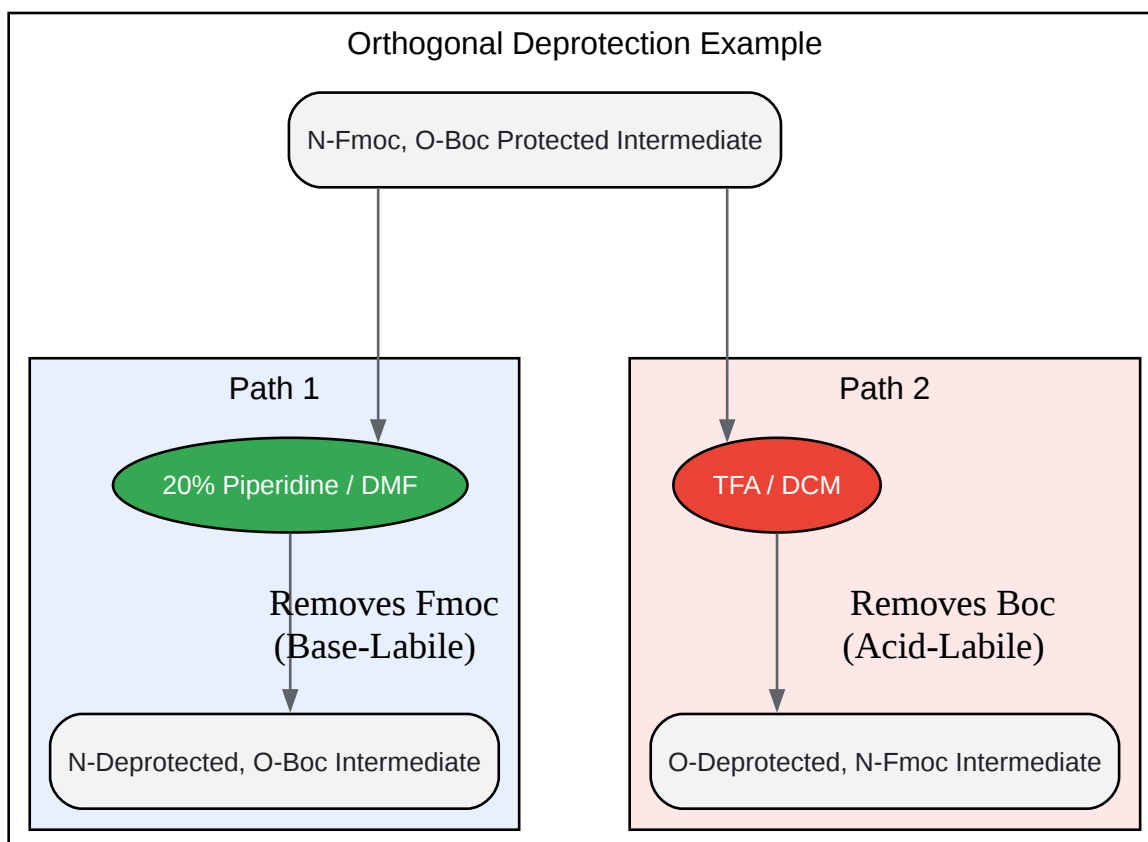 Orthogonal Deprotection Example
N-Fmoc, O-Boc Protected Intermediate
Path 1
20% Piperidine / DMF
Removes Fmoc
(Base-Labile)
N-Deprotected, O-Boc Intermediate
Path 2
TFA / DCM
Removes Boc
(Acid-Labile)
O-Deprotected, N-Fmoc Intermediate